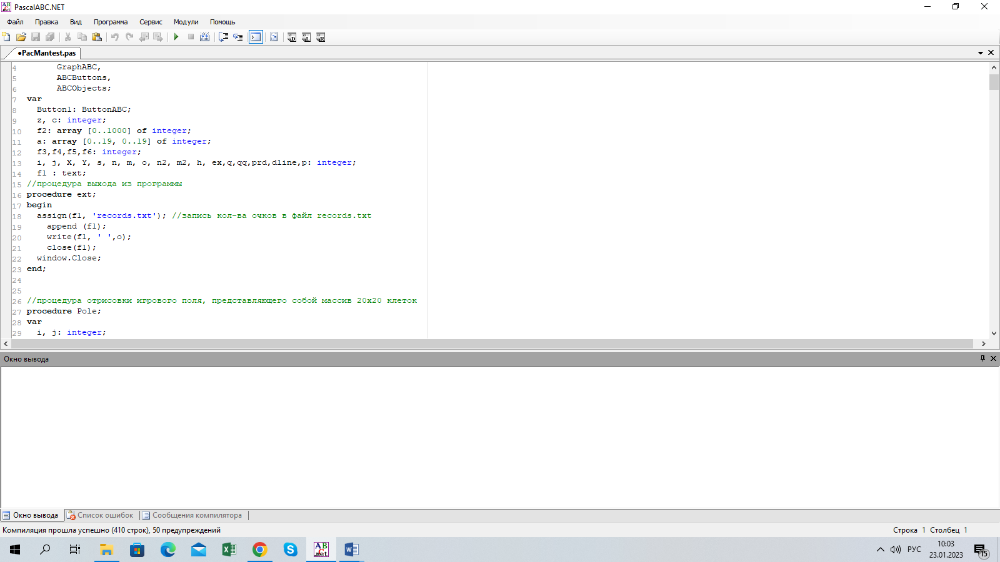 PascalABC.NET
Файл Правка Вид Программа Сервис Модули Помощь
•PacMantest.pas
4 GraphABC,
5 ABCButtons,
6 ABCObjects;
7 var
8 Button1: ButtonABC;
9 z, c: integer;
10 f2: array [0..1000] of integer;
11 a: array [0..19, 0..19] of integer;
12 f3,f4,f5,f6: integer;
13 i, j, X, Y, s, n, m, o, n2, m2, h, ex,q,qq,prd,dline,p: integer;
14 f1 : text;
15 //процедура выхода из программы
16 procedure ext;
17 begin
18 assign(f1, 'records.txt'); //запись кол-ва очков в файл records.txt
19 append (f1);
20 write(f1, ' ',o);
21 close(f1);
22 window.Close;
23 end;
24
25
26 //процедура отрисовки игрового поля, представляющего собой массив 20х20 клеток
27 procedure Pole;
28 var
29 i, j: integer;
Окно вывода
Окно вывода Список ошибок Сообщения компилятора
Компиляция прошла успешно (410 строк), 50 предупреждений Строка 1 Столбец 1
РУС 10:03
23.01.2023 15